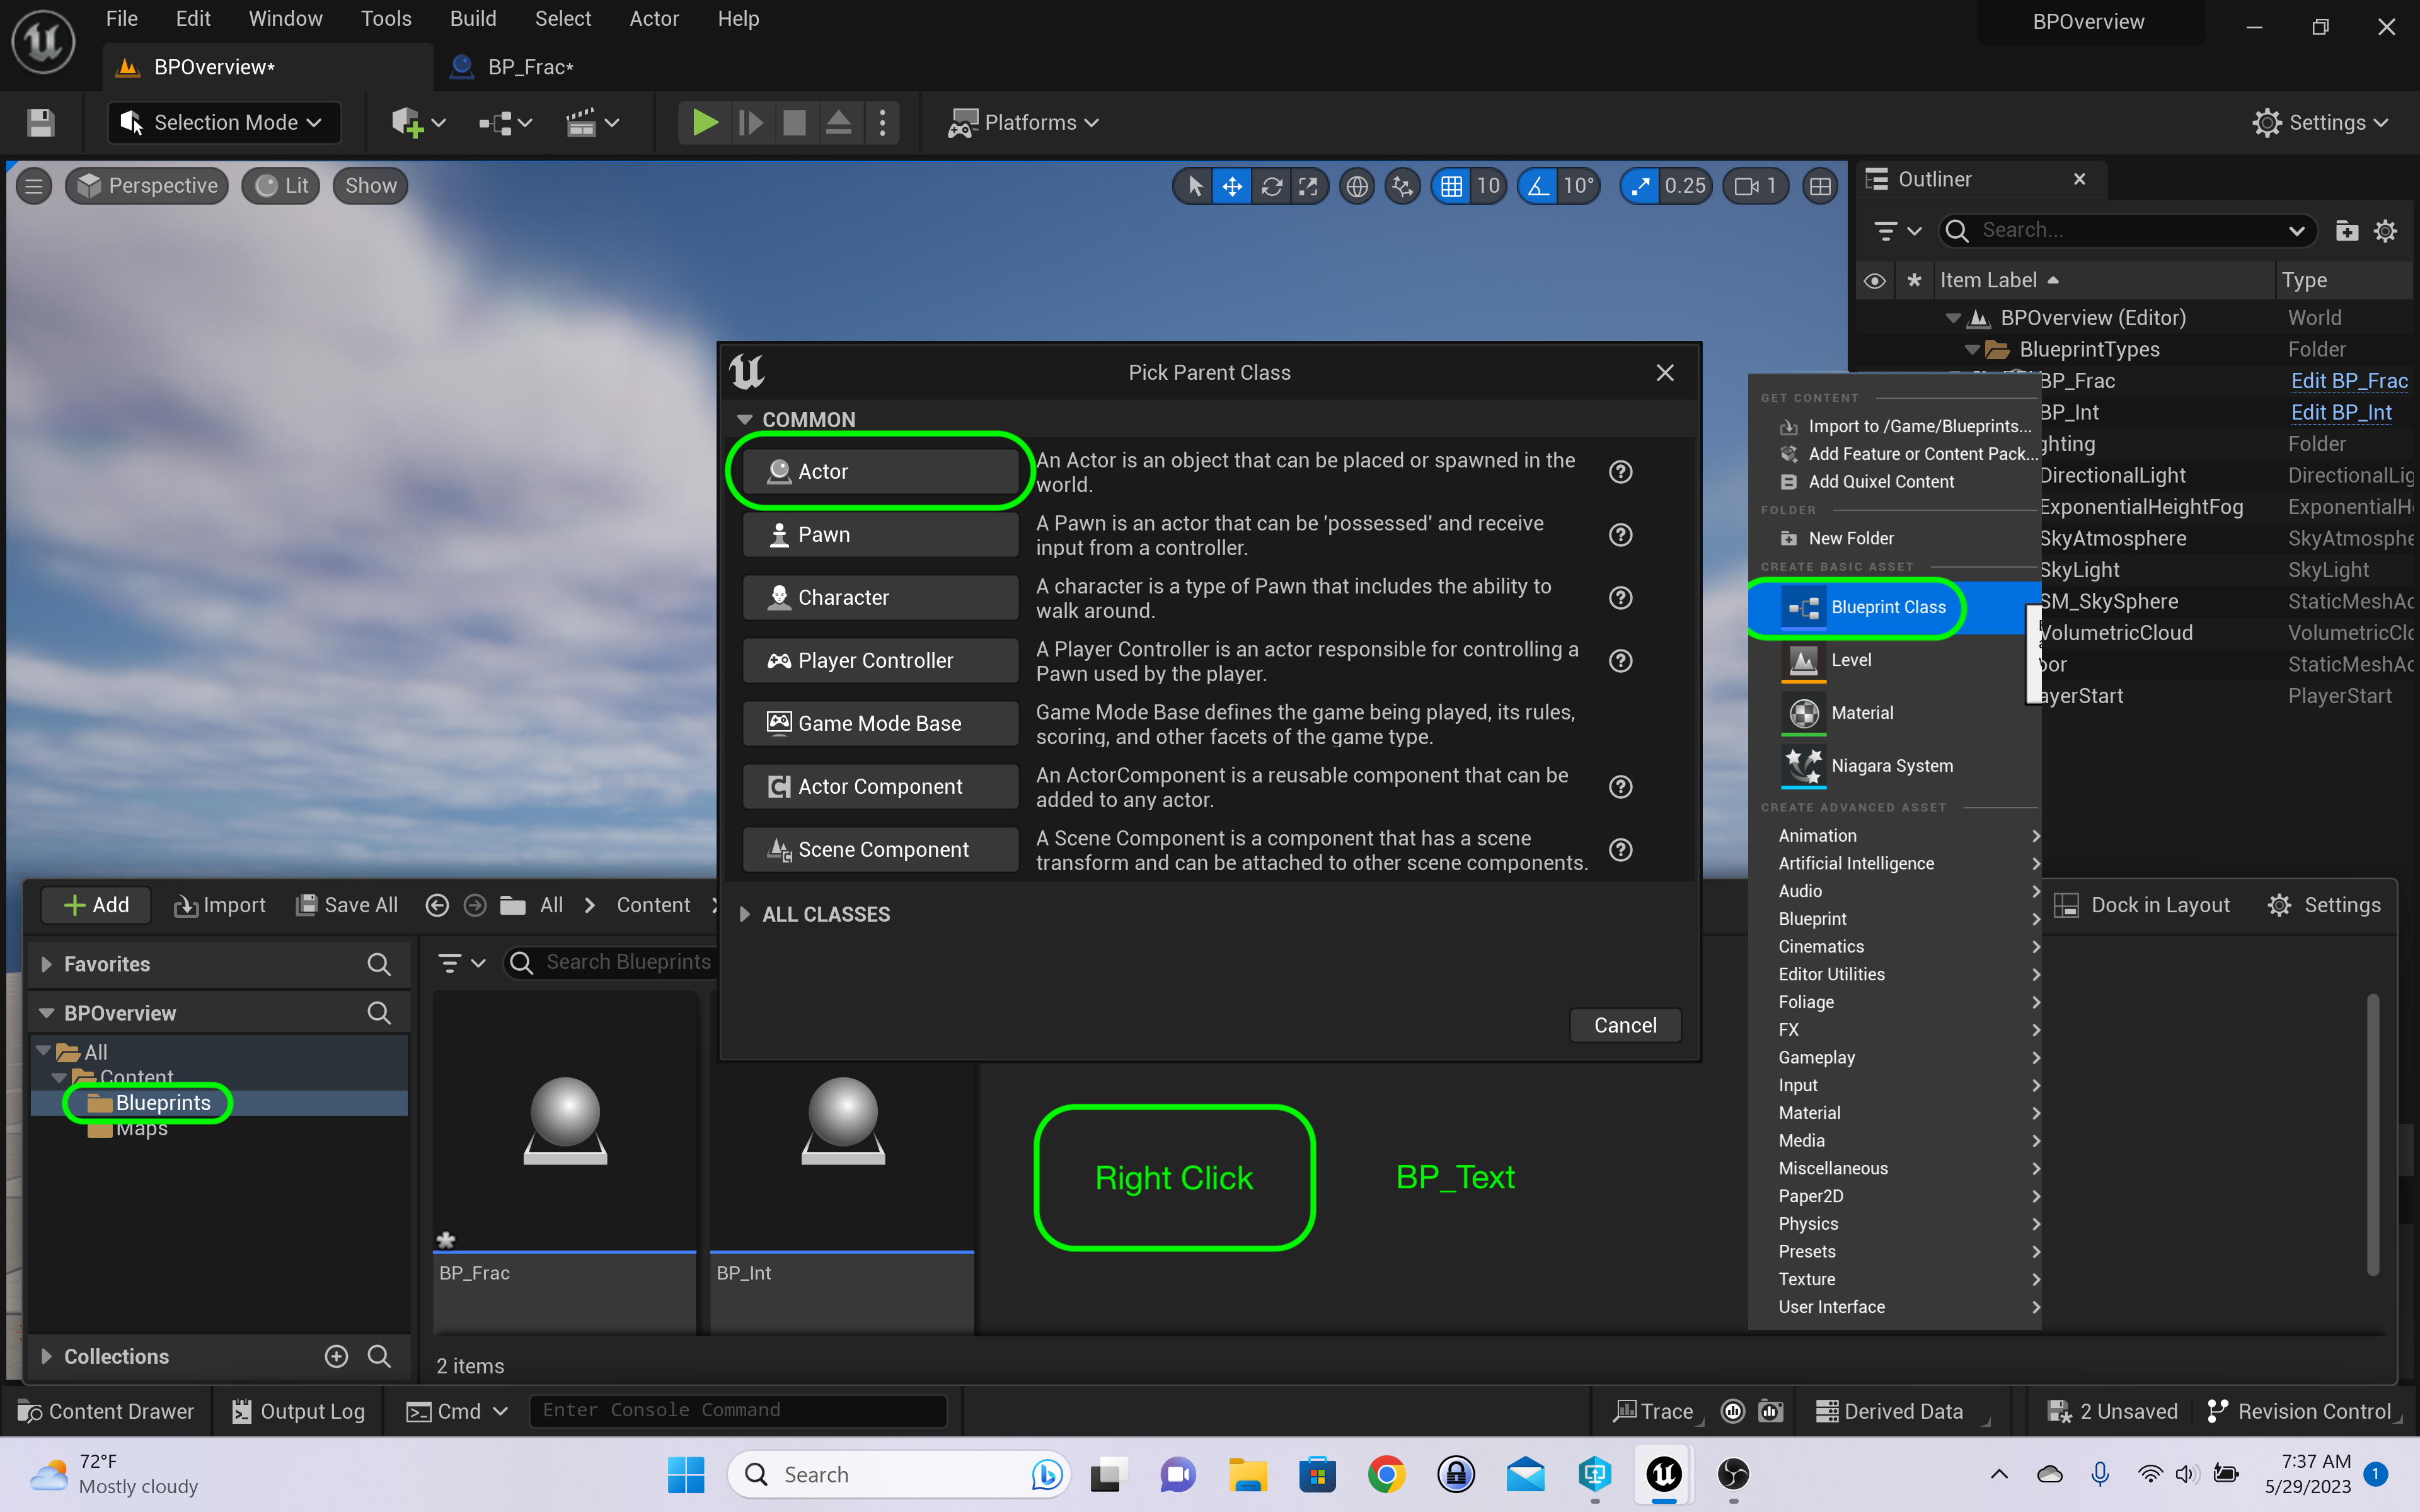 File Edit Window Tools Build Select Actor Help
BPOverview
BPOverview*
BP_Frac*
Selection Mode
Platforms
Settings
Perspective
Lit
Show
10
10°
0.25
1
Outliner
Search...
Item Label
Type
BPOverview (Editor) World
BlueprintTypes Folder
BP_Frac Edit BP_Frac
BP_Int Edit BP_Int
ghting Folder
DirectionalLight DirectionalLig
ExponentialHeightFog ExponentialH
SkyAtmosphere SkyAtmosphe
SkyLight SkyLight
SM_SkySphere StaticMeshAc
VolumetricCloud VolumetricClo
oor StaticMeshAc
ayerStart PlayerStart
Pick Parent Class
COMMON
Actor
An Actor is an object that can be placed or spawned in the
world.
Pawn
A Pawn is an actor that can be 'possessed' and receive
input from a controller.
Character
A character is a type of Pawn that includes the ability to
walk around.
Player Controller
A Player Controller is an actor responsible for controlling a
Pawn used by the player.
Game Mode Base
Game Mode Base defines the game being played, its rules,
scoring, and other facets of the game type.
Actor Component
An ActorComponent is a reusable component that can be
added to any actor.
Scene Component
A Scene Component is a component that has a scene
transform and can be attached to other scene components.
ALL CLASSES
Cancel
GET CONTENT
Import to /Game/Blueprints...
Add Feature or Content Pack...
Add Quixel Content
FOLDER
New Folder
CREATE BASIC ASSET
Blueprint Class
Level
Material
Niagara System
CREATE ADVANCED ASSET
Animation
Artificial Intelligence
Audio
Blueprint
Cinematics
Editor Utilities
Foliage
FX
Gameplay
Input
Material
Media
Miscellaneous
Paper2D
Physics
Presets
Texture
User Interface
Add
Import
Save All
All
Content
Dock in Layout
Settings
Favorites
BPOverview
All
Content
Blueprints
Maps
Collections
Search Blueprints
BP_Frac
BP_Int
2 items
Right Click
BP_Text
Content Drawer
Output Log
Cmd
Enter Console Command
Trace
Derived Data
2 Unsaved
Revision Control
72°F
Mostly cloudy
Search
7:37 AM
5/29/2023
1